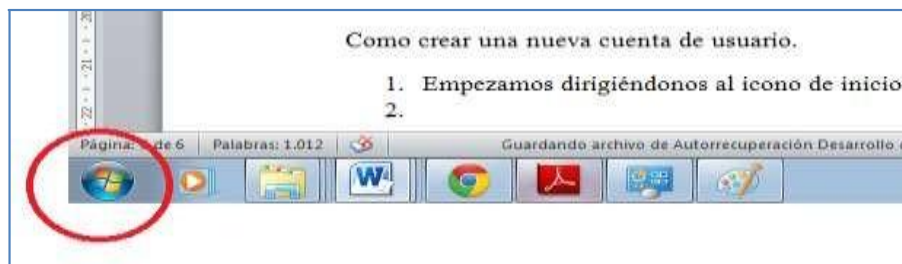 Como crear una nueva cuenta de usuario.
1. Empezamos dirigiéndonos al icono de inicio
2.
Página: de 6 Palabras: 1.012 Guardando archivo de Autorrecuperación Desarrollo